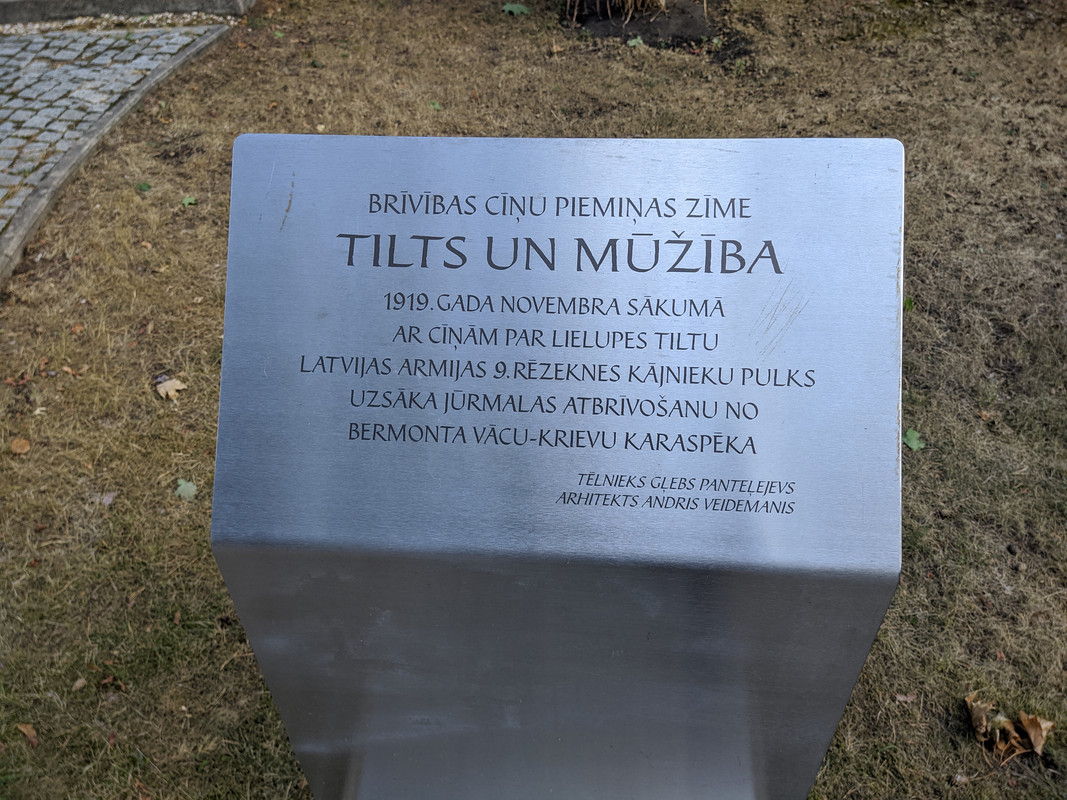 BRĪVĪBAS CĪŅU PIEMIŅAS ZĪME
TILTS UN MŪŽĪBA
1919. GADA NOVEMBRA SĀKUMĀ
AR CĪŅĀM PAR LIELUPES TILTU
LATVIJAS ARMIJAS 9. RĒZEKNES KĀJNIEKU PULKS
UZSĀKA JŪRMALAS ATBRĪVOŠANU NO
BERMONTA VĀCU-KRIEVU KARASPĒKA
TĒLNIEKS GĻEBS PANTEĻEJEVS
ARHITEKTS ANDRIS VEIDEMANIS